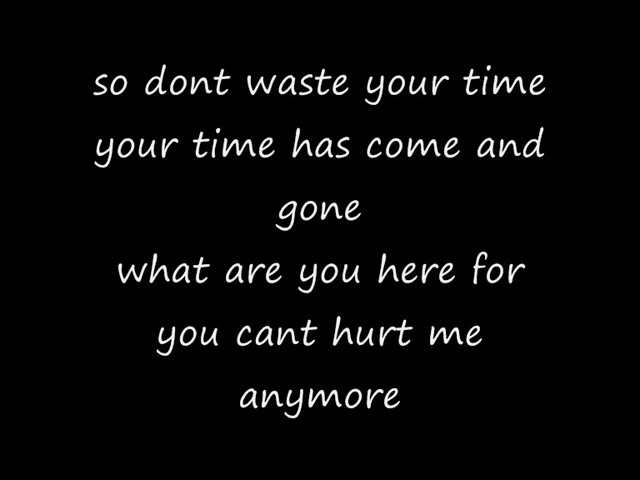 so dont waste your time
your time has come and
gone
what are you here for
you cant hurt me
anymore